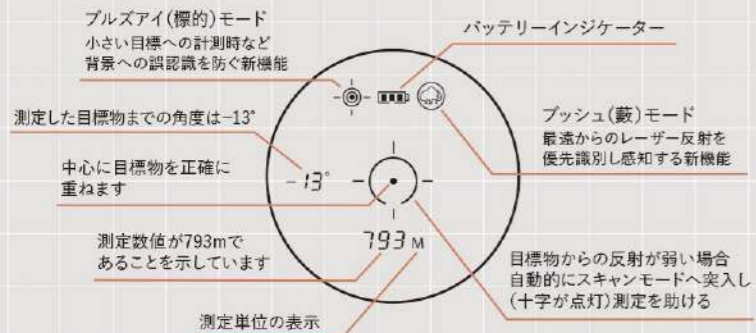 ブルズアイ(標的)モード
小さい目標への計測時など
背景への誤認識を防ぐ新機能
バッテリーインジケーター
測定した目標物までの角度は−13°
ブッシュ(藪)モード
最遠からのレーザー反射を
優先識別し感知する新機能
中心に目標物を正確に
重ねます
−13°
793 M
測定数値が793mで
あることを示しています
目標物からの反射が弱い場合
自動的にスキャンモードへ突入し
(十字が点灯)測定を助ける
測定単位の表示